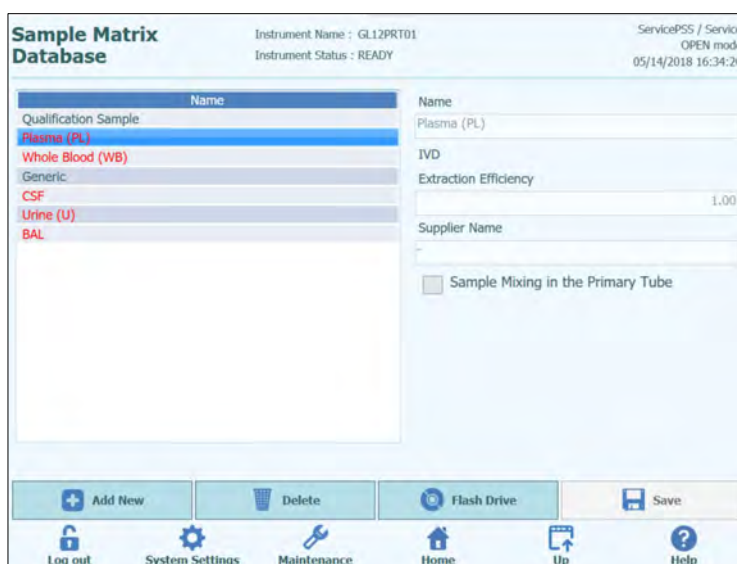 Sample Matrix
Database
Instrument Name : GL12PRT01
Instrument Status : READY
ServicePSS / Service
OPEN mode
05/14/2018 16:34:20
Name
Qualification Sample
Plasma (PL)
Whole Blood (WB)
Generic
CSF
Urine (U)
BAL
Name
Plasma (PL)
IVD
Extraction Efficiency
1.00
Supplier Name
-
Sample Mixing in the Primary Tube
Add New
Delete
Flash Drive
Save
Log out
System Settings
Maintenance
Home
Up
Help